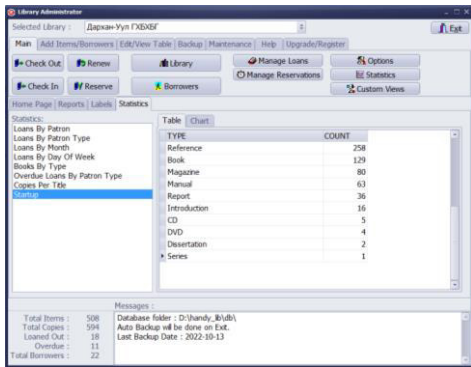 Library Administrator
Selected Library : Дархан-Уул ГХБХБГ
Exit
Main Add Items/Borrowers Edit/View Table Backup Maintenance Help Upgrade/Register
Check Out Renew Library Manage Loans Options
Manage Reservations Statistics
Check In Reserve Borrowers Custom Views
Home Page Reports Labels Statistics
Statistics:
Loans By Patron
Loans By Patron Type
Loans By Month
Loans By Day Of Week
Books By Type
Overdue Loans By Patron Type
Copies Per Title
Startup
Table Chart
TYPE COUNT
Reference 258
Book 129
Magazine 80
Manual 63
Report 36
Introduction 16
CD 5
DVD 4
Dissertation 2
Series 1
Messages :
Total Items : 508
Total Copies : 594
Loaned Out : 18
Overdue : 11
Total Borrowers : 22
Database folder : D:\handy_lib\db\
Auto Backup will be done on Exit.
Last Backup Date : 2022-10-13